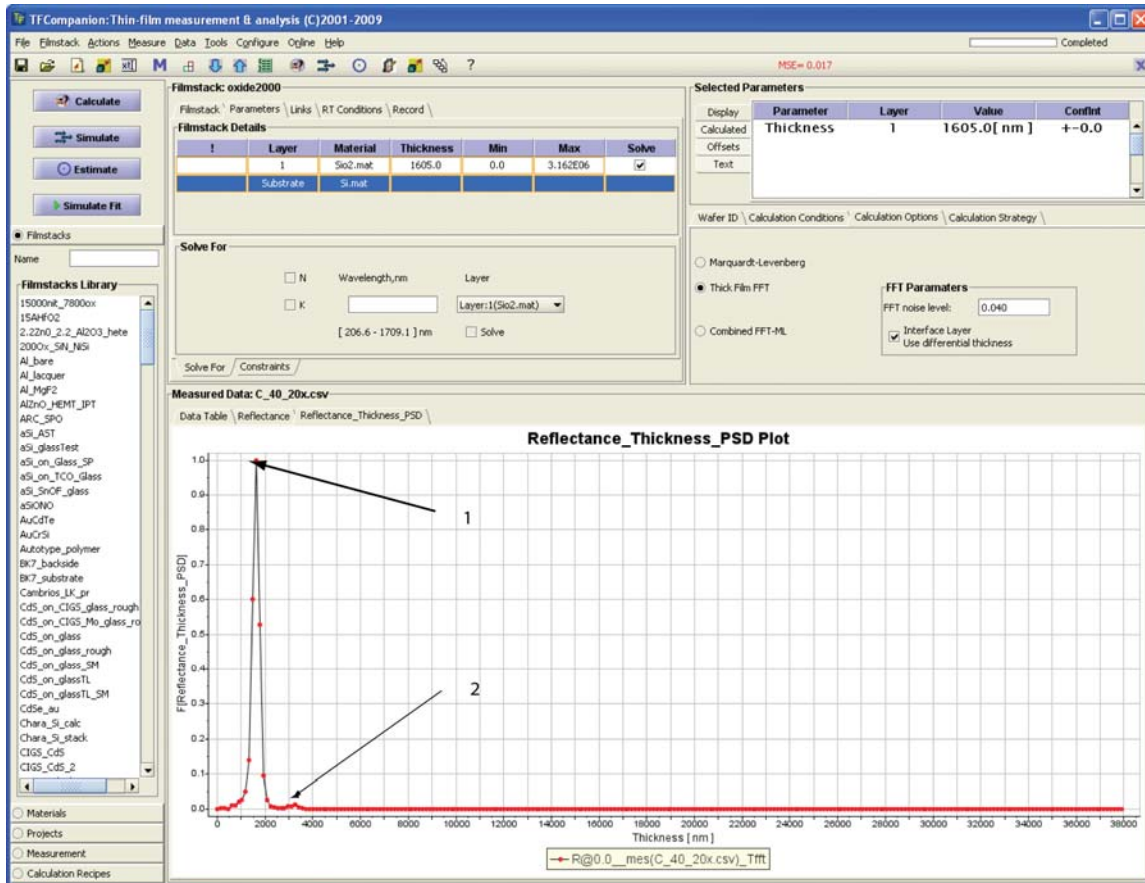 TFCompanion:Thin-film measurement & analysis (C)2001-2009
File Filmstack Actions Measure Data Tools Configure Online Help
Completed
MSE= 0.017
Calculate
Simulate
Estimate
Simulate Fit
Filmstacks
Name
Filmstacks Library
15000nit_7800ox
15AHfO2
2.2Zn0_2.2_Al2O3_hete
200Ox_SiN_NiSi
Al_bare
Al_lacquer
Al_MgF2
AlZnO_HEMT_IPT
ARC_SPO
aSi_AST
aSi_glassTest
aSi_on_Glass_SP
aSi_on_TCO_Glass
aSi_SnOF_glass
aSiONO
AuCdTe
AuCrSi
Autotype_polymer
BK7_backside
BK7_substrate
Cambrios_LK_pr
CdS_on_CIGS_glass_rough
CdS_on_CIGS_Mo_glass_ro
CdS_on_glass
CdS_on_glass_rough
CdS_on_glass_SM
CdS_on_glassTL
CdS_on_glassTL_SM
CdSe_au
Chara_Si_calc
Chara_Si_stack
CIGS_CdS
CIGS_CdS_2
Materials
Projects
Measurement
Calculation Recipes
Filmstack: oxide2000
Filmstack Parameters Links RT Conditions Record
Filmstack Details
! Layer Material Thickness Min Max Solve
1 Sio2.mat 1605.0 0.0 3.162E06
Substrate Si.mat
Solve For
N Wavelength,nm Layer
K Layer:1(Sio2.mat)
[ 206.6 - 1709.1 ] nm Solve
Solve For Constraints
Selected Parameters
Display
Calculated
Offsets
Text
Parameter Layer Value ConfInt
Thickness 1 1605.0[ nm ] +-0.0
Wafer ID Calculation Conditions Calculation Options Calculation Strategy
Marquardt-Levenberg
Thick Film FFT
Combined FFT-ML
FFT Paramaters
FFT noise level: 0.040
Interface Layer
Use differential thickness
Measured Data: C_40_20x.csv
Data Table Reflectance Reflectance_Thickness_PSD
Reflectance_Thickness_PSD Plot
F[Reflectance_Thickness_PSD]
1.0
0.9
0.8
0.7
0.6
0.5
0.4
0.3
0.2
0.1
0.0
1
2
0 2000 4000 6000 8000 10000 12000 14000 16000 18000 20000 22000 24000 26000 28000 30000 32000 34000 36000 38000
Thickness [ nm ]
R@0.0__mes(C_40_20x.csv)_Tfft